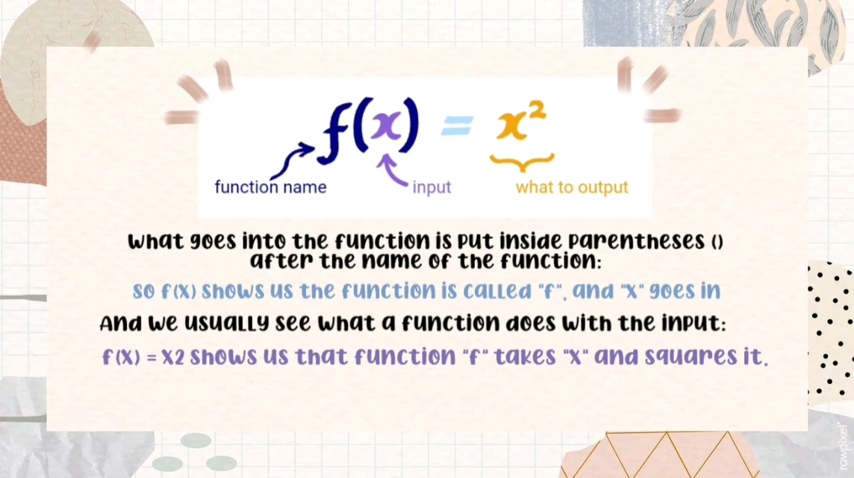 f(x) = x²
function name input what to output
What goes into the function is put inside parentheses ()
after the name of the function:
So f(x) shows us the function is called "f", and "x" goes in
And we usually see what a function does with the input:
f(x) = x2 shows us that function "f" takes "x" and squares it.
rawpixel